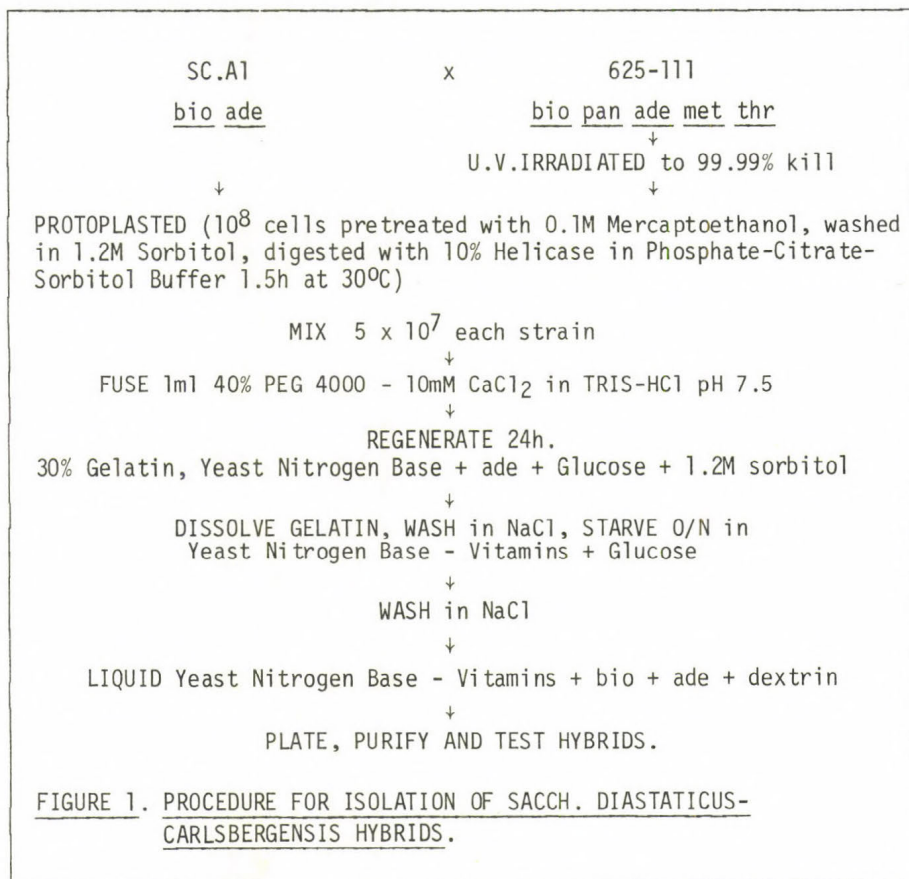 SC.A1 x 625-111
bio ade bio pan ade met thr
↓
U.V.IRRADIATED to 99.99% kill
↓ ↓
PROTOPLASTED (10⁸ cells pretreated with 0.1M Mercaptoethanol, washed
in 1.2M Sorbitol, digested with 10% Helicase in Phosphate-Citrate-
Sorbitol Buffer 1.5h at 30ºC)
MIX 5 x 10⁷ each strain
↓
FUSE 1ml 40% PEG 4000 - 10mM CaCl₂ in TRIS-HCl pH 7.5
↓
REGENERATE 24h.
30% Gelatin, Yeast Nitrogen Base + ade + Glucose + 1.2M sorbitol
↓
DISSOLVE GELATIN, WASH in NaCl, STARVE O/N in
Yeast Nitrogen Base - Vitamins + Glucose
↓
WASH in NaCl
↓
LIQUID Yeast Nitrogen Base - Vitamins + bio + ade + dextrin
↓
PLATE, PURIFY AND TEST HYBRIDS.
FIGURE 1. PROCEDURE FOR ISOLATION OF SACCH. DIASTATICUS-
CARLSBERGENSIS HYBRIDS.